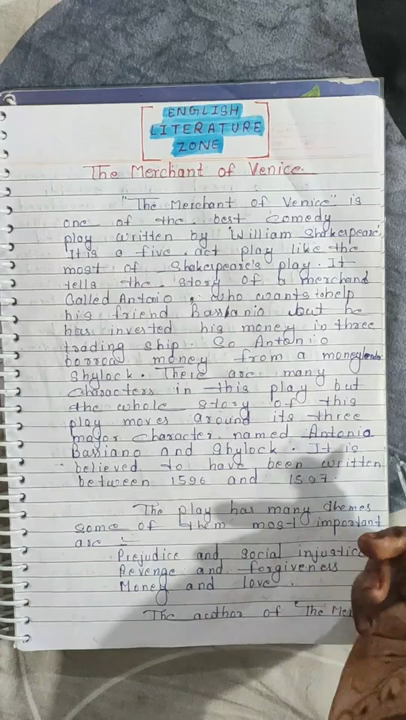 ENGLISH
LITERATURE
ZONE
The Merchant of Venice.
"The Merchant of Venice" is
one of the best comedy
play written by 'William Shakespeare'
It is a five act play like the
most of Shakespeare's play. It
tells the story of a merchand
Called Antonio, who wants to help
his friend Bassanio but he
has invested his money in three
trading ship. So Antonio
borrow money from a moneylender
Shylock. There are many
Characters in this play but
the whole story of this
play moves around its three
major Character named Antonio
Bassiano and Shylock. It is
believed to have been written
between 1596 and 1597.
The play has many themes
some of them most important
are :-
Prejudice and social injustice
Revenge and forgiveness
Money and love.
The author of "The Mer